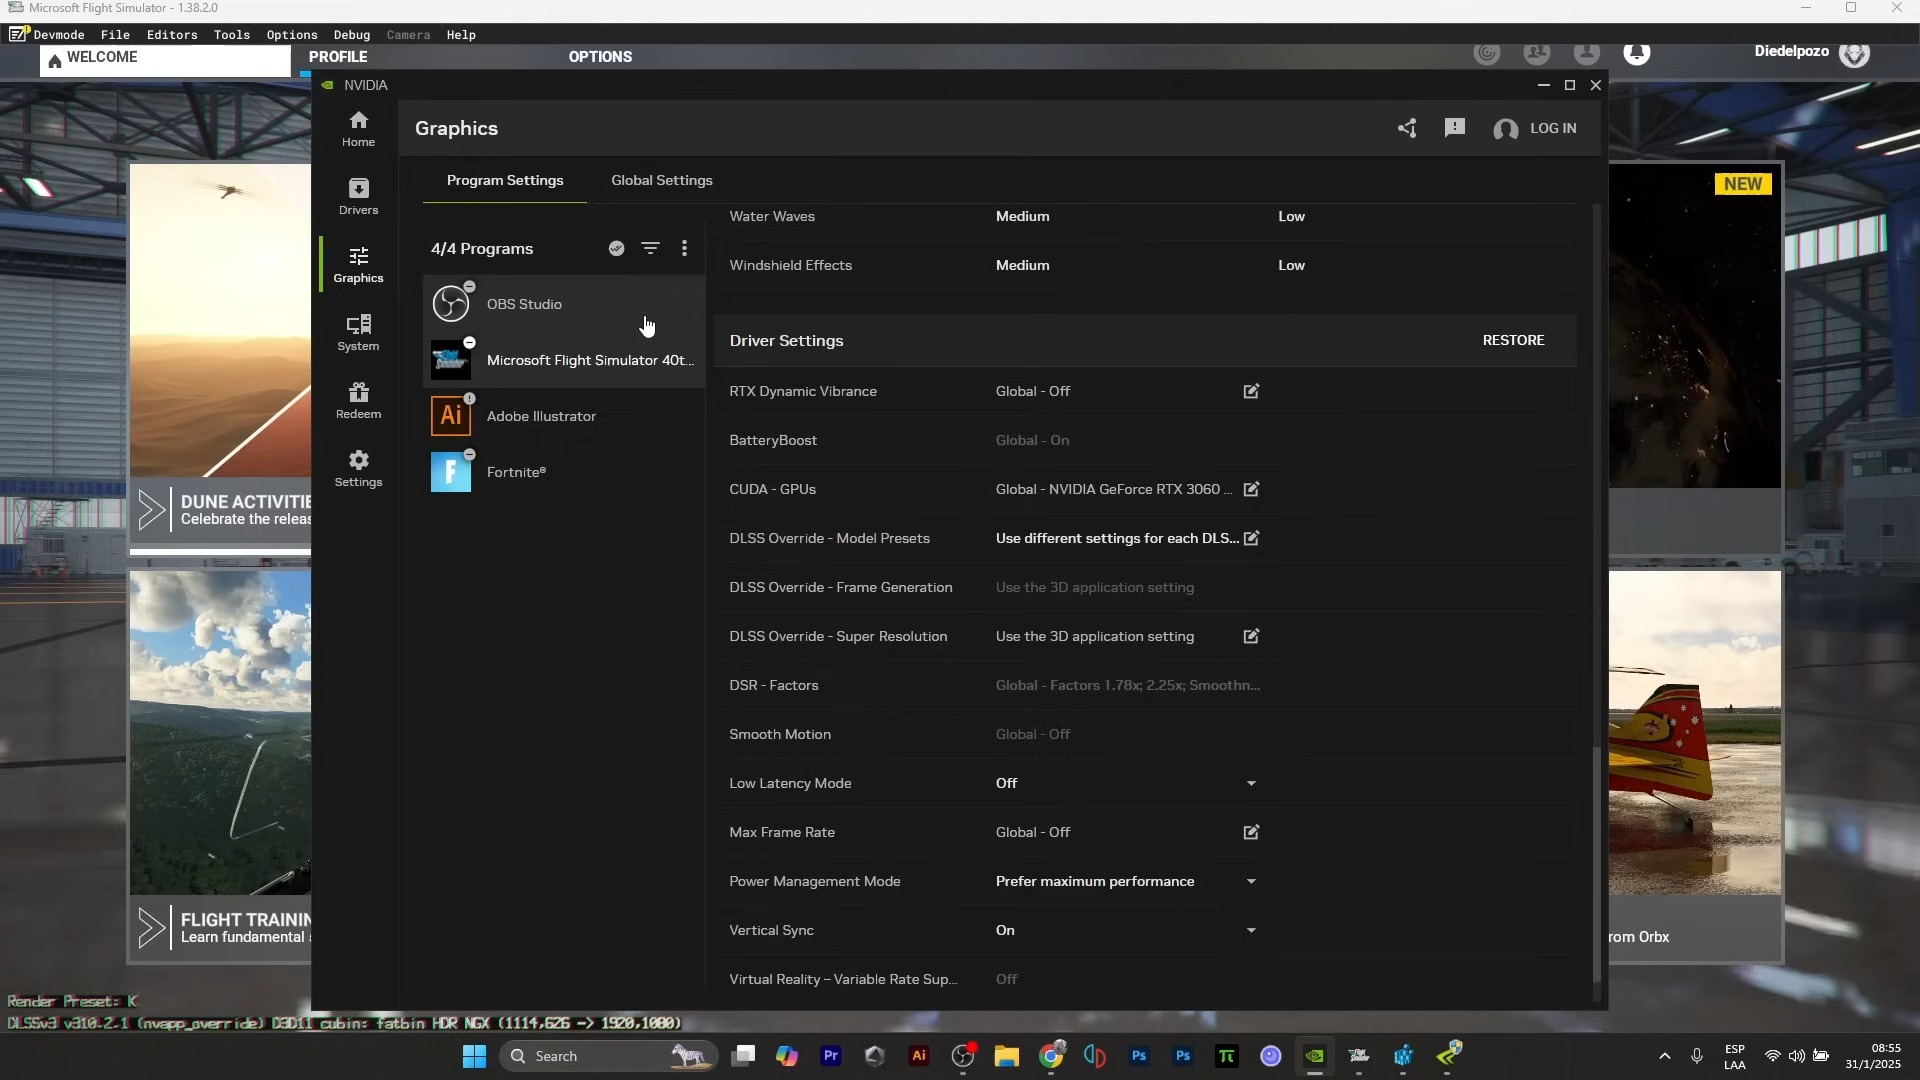 Microsoft Flight Simulator - 1.38.2.0
Devmode File Editors Tools Options Debug Camera Help
WELCOME PROFILE OPTIONS Diedelpozo
NVIDIA
Graphics LOG IN
Home
Drivers
Graphics
System
Redeem
Settings
Program Settings Global Settings
4/4 Programs
OBS Studio
Microsoft Flight Simulator 40t...
Ai Adobe Illustrator
F Fortnite®
Water Waves Medium Low
Windshield Effects Medium Low
Driver Settings RESTORE
RTX Dynamic Vibrance Global - Off
BatteryBoost Global - On
CUDA - GPUs Global - NVIDIA GeForce RTX 3060 ...
DLSS Override - Model Presets Use different settings for each DLS...
DLSS Override - Frame Generation Use the 3D application setting
DLSS Override - Super Resolution Use the 3D application setting
DSR - Factors Global - Factors 1.78x; 2.25x; Smoothn...
Smooth Motion Global - Off
Low Latency Mode Off
Max Frame Rate Global - Off
Power Management Mode Prefer maximum performance
Vertical Sync On
Virtual Reality – Variable Rate Sup... Off
DUNE ACTIVITIE
Celebrate the releas
NEW
FLIGHT TRAININ
Learn fundamental s
rom Orbx
Render Preset: K
DLSSv3 v310.2.1 (nvapp_override) D3D11 cubin: fatbin HDR NGX (1114,626 -> 1920,1080)
Search
Pr
Ai
Ps
Ps
ESP
LAA
08:55
31/1/2025